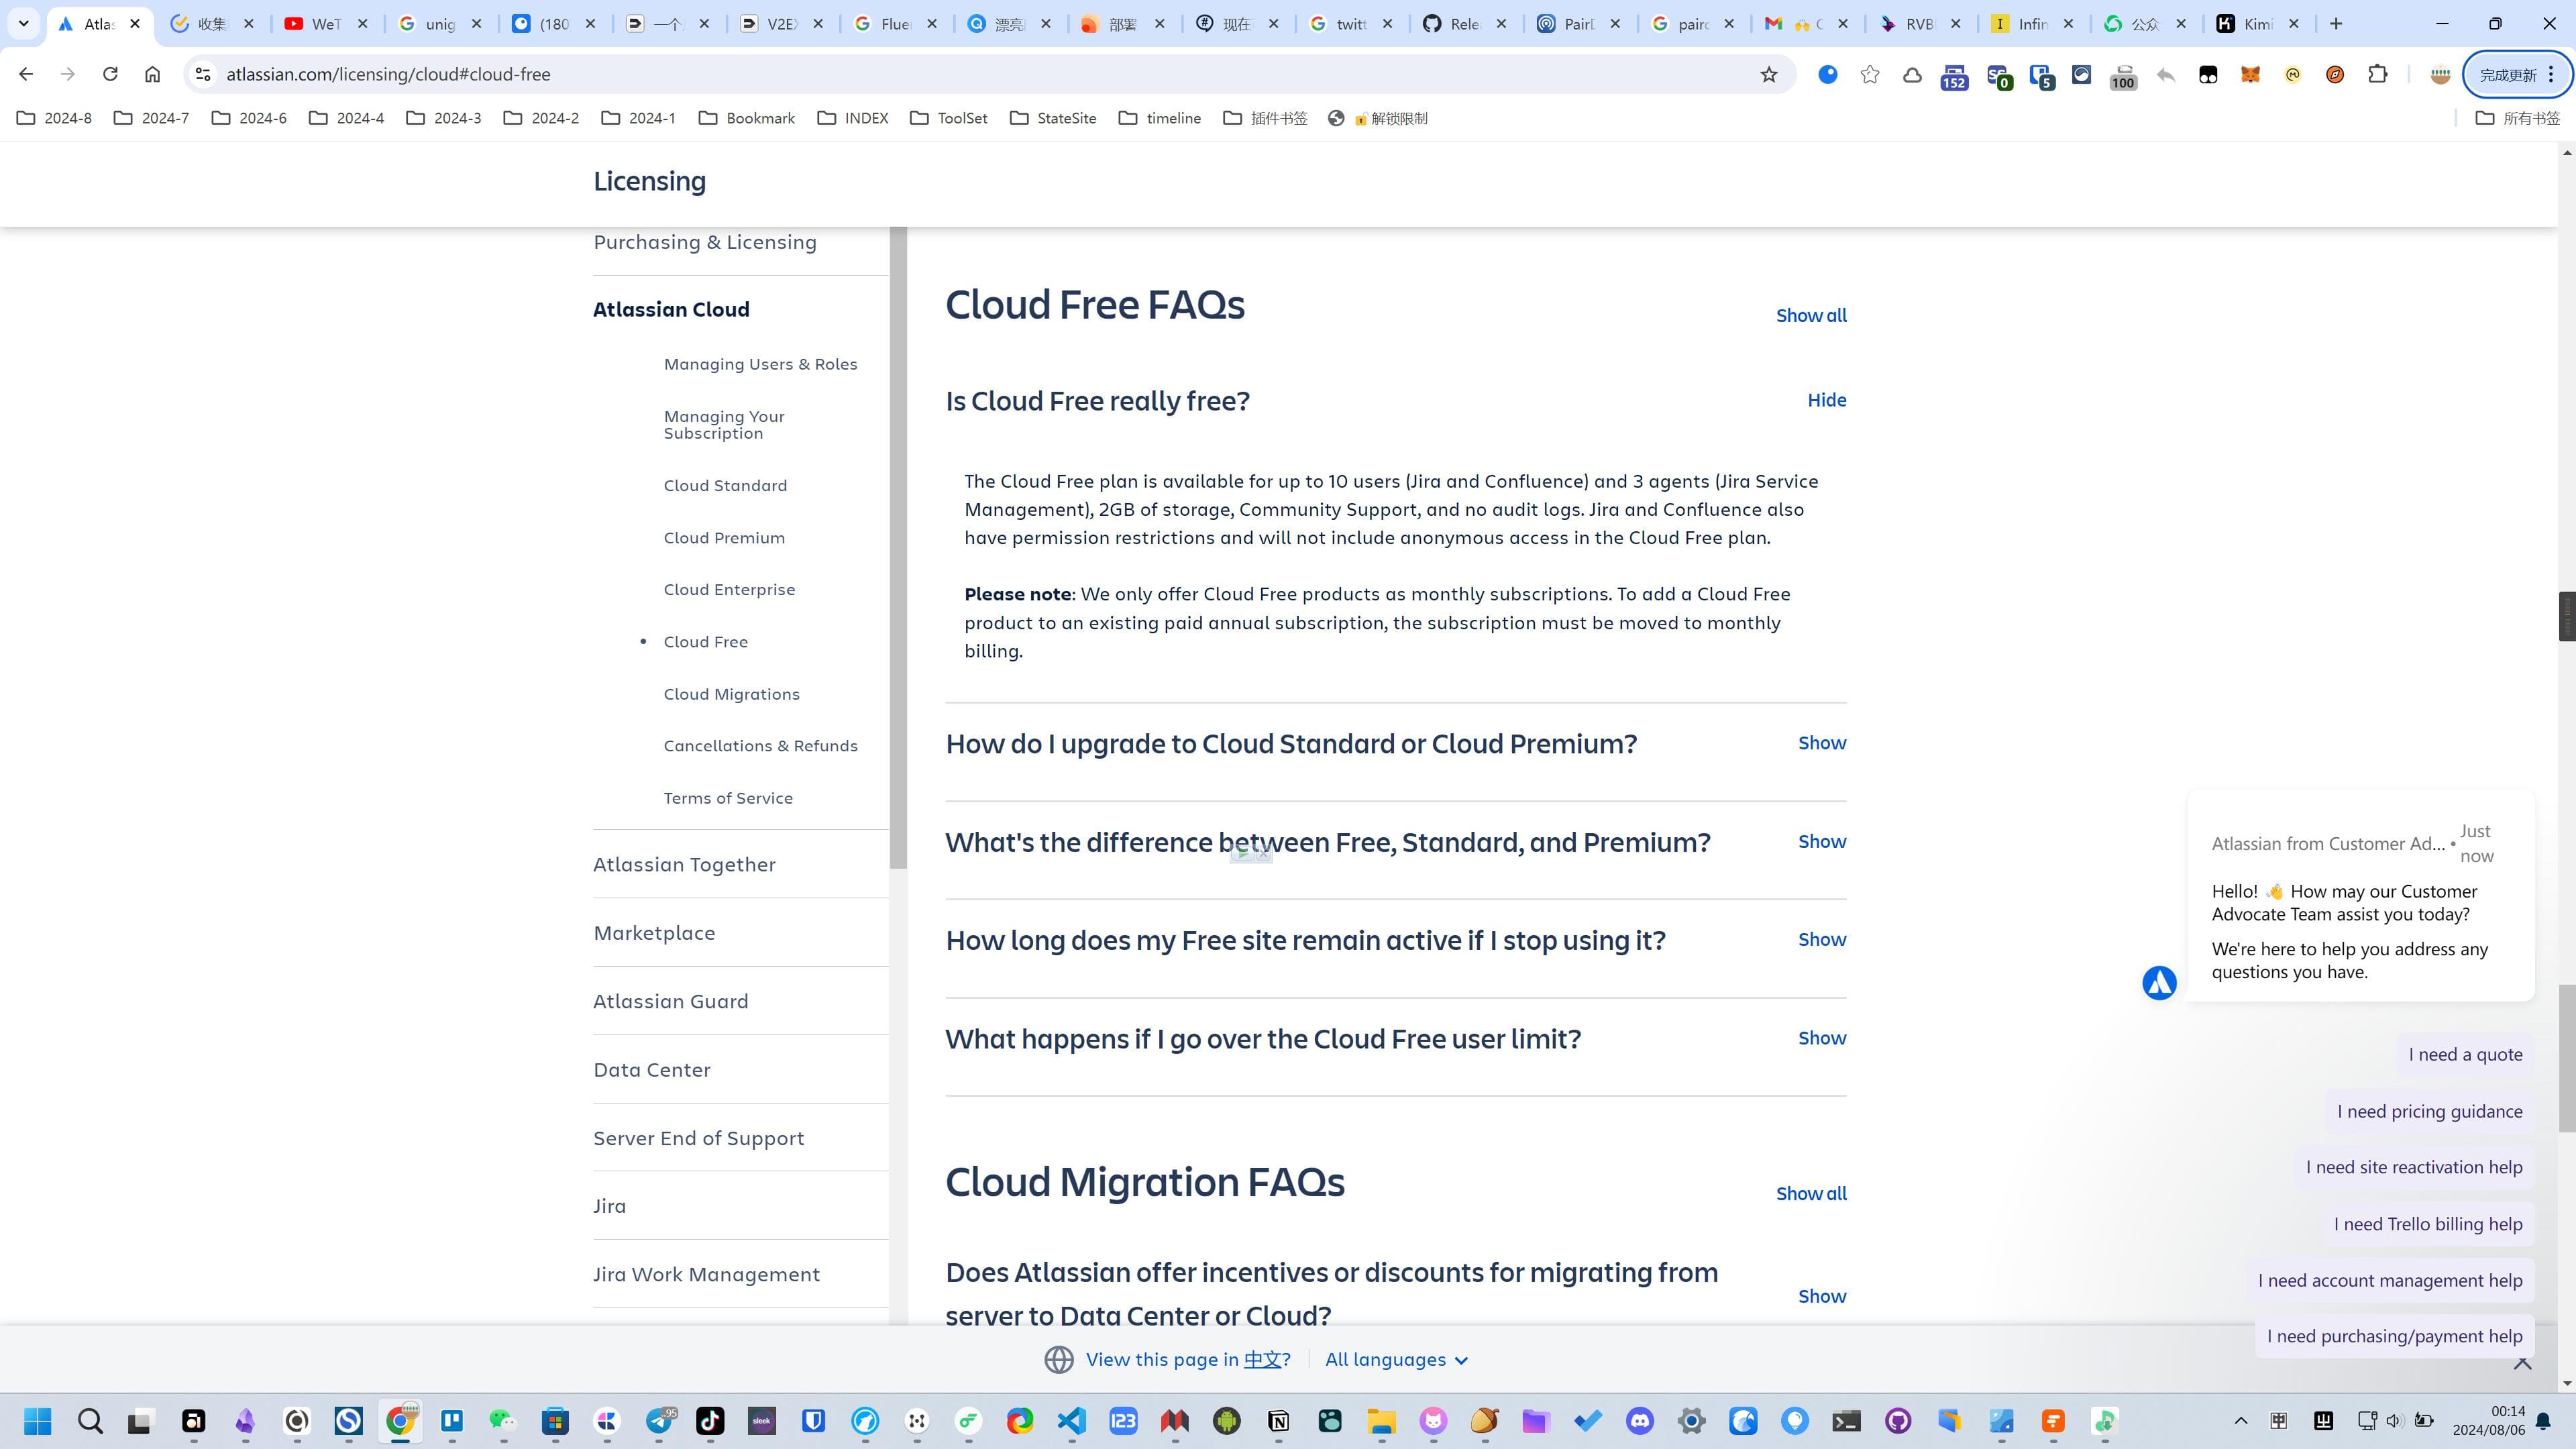 Atlas
收集
WeT
unig
(180
一个
V2EX
Fluer
漂亮
部署
现在
twitt
Relea
PairD
paird
RVB
Infin
公众
Kimi
atlassian.com/licensing/cloud#cloud-free
152
0
5
100
完成更新
2024-8
2024-7
2024-6
2024-4
2024-3
2024-2
2024-1
Bookmark
INDEX
ToolSet
StateSite
timeline
插件书签
解锁限制
所有书签
Licensing
Purchasing & Licensing
Atlassian Cloud
Managing Users & Roles
Managing Your
Subscription
Cloud Standard
Cloud Premium
Cloud Enterprise
• Cloud Free
Cloud Migrations
Cancellations & Refunds
Terms of Service
Atlassian Together
Marketplace
Atlassian Guard
Data Center
Server End of Support
Jira
Jira Work Management
Cloud Free FAQs
Show all
Is Cloud Free really free?
Hide
The Cloud Free plan is available for up to 10 users (Jira and Confluence) and 3 agents (Jira Service
Management), 2GB of storage, Community Support, and no audit logs. Jira and Confluence also
have permission restrictions and will not include anonymous access in the Cloud Free plan.
Please note: We only offer Cloud Free products as monthly subscriptions. To add a Cloud Free
product to an existing paid annual subscription, the subscription must be moved to monthly
billing.
How do I upgrade to Cloud Standard or Cloud Premium?
Show
What's the difference between Free, Standard, and Premium?
Show
How long does my Free site remain active if I stop using it?
Show
What happens if I go over the Cloud Free user limit?
Show
Cloud Migration FAQs
Show all
Does Atlassian offer incentives or discounts for migrating from
server to Data Center or Cloud?
Show
Atlassian from Customer Ad... •
Just
now
Hello! 👋 How may our Customer
Advocate Team assist you today?
We're here to help you address any
questions you have.
I need a quote
I need pricing guidance
I need site reactivation help
I need Trello billing help
I need account management help
I need purchasing/payment help
View this page in 中文?
All languages
95
sleek
123
00:14
2024/08/06